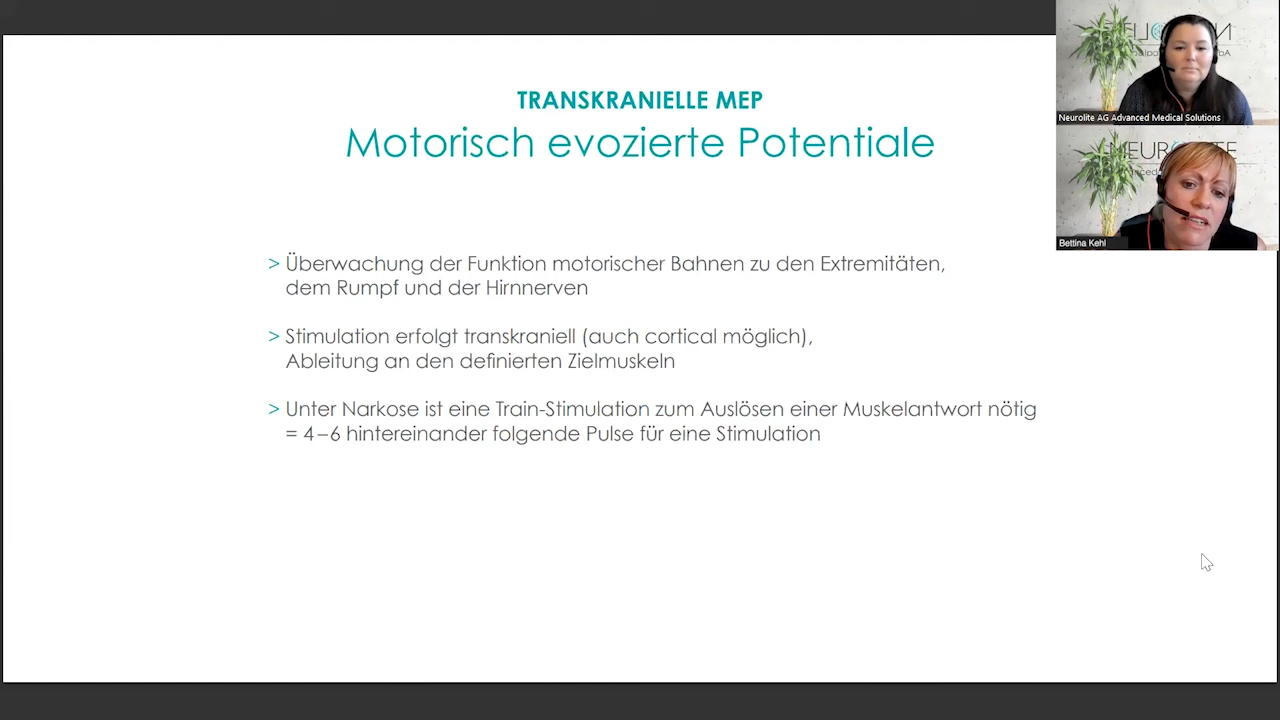 TRANSKRANIELLE MEP
Motorisch evozierte Potentiale
> Überwachung der Funktion motorischer Bahnen zu den Extremitäten,
dem Rumpf und der Hirnnerven
> Stimulation erfolgt transkraniell (auch cortical möglich),
Ableitung an den definierten Zielmuskeln
> Unter Narkose ist eine Train-Stimulation zum Auslösen einer Muskelantwort nötig
= 4–6 hintereinander folgende Pulse für eine Stimulation
Neurolite AG Advanced Medical Solutions
Bettina Kehl